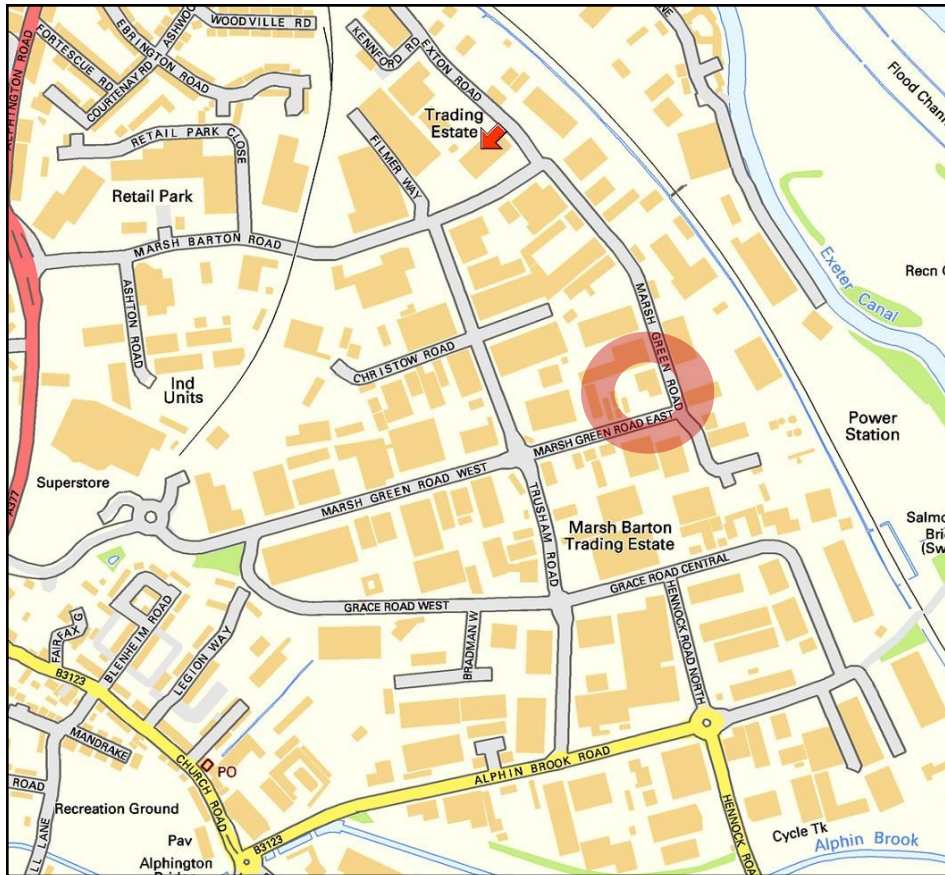 WOODVILLE RD
ASHWOO
EBRINGTON ROAD
FORTESCUE RD
COURTENAY RD
ALPHINGTON ROAD
KENNFORD
RD
EXTON ROAD
NE
Flood Chann
Trading
Estate
RETAIL PARK CLOSE
FILMER WAY
Retail Park
MARSH BARTON ROAD
ASHTON ROAD
Exeter Canal
Recn G
MARSH GREEN ROAD
CHRISTOW ROAD
Ind
Units
MARSH GREEN ROAD EAST
Power
Station
MARSH GREEN ROAD WEST
Superstore
A377
TRUSHAM ROAD
Marsh Barton
Trading Estate
Salmo
Bri
(Sw
GRACE ROAD CENTRAL
GRACE ROAD WEST
HENNOCK ROAD NORTH
BRADMAN W
FAIRFAX G
BLENHEIM ROAD
LEGION WAY
B3123
MANDRAKE
CHURCH ROAD
PO
ALPHIN BROOK ROAD
ROAD
LL LANE
Recreation Ground
HENNOCK ROA
Pav
B3123
Cycle Tk
Alphin Brook
Alphington